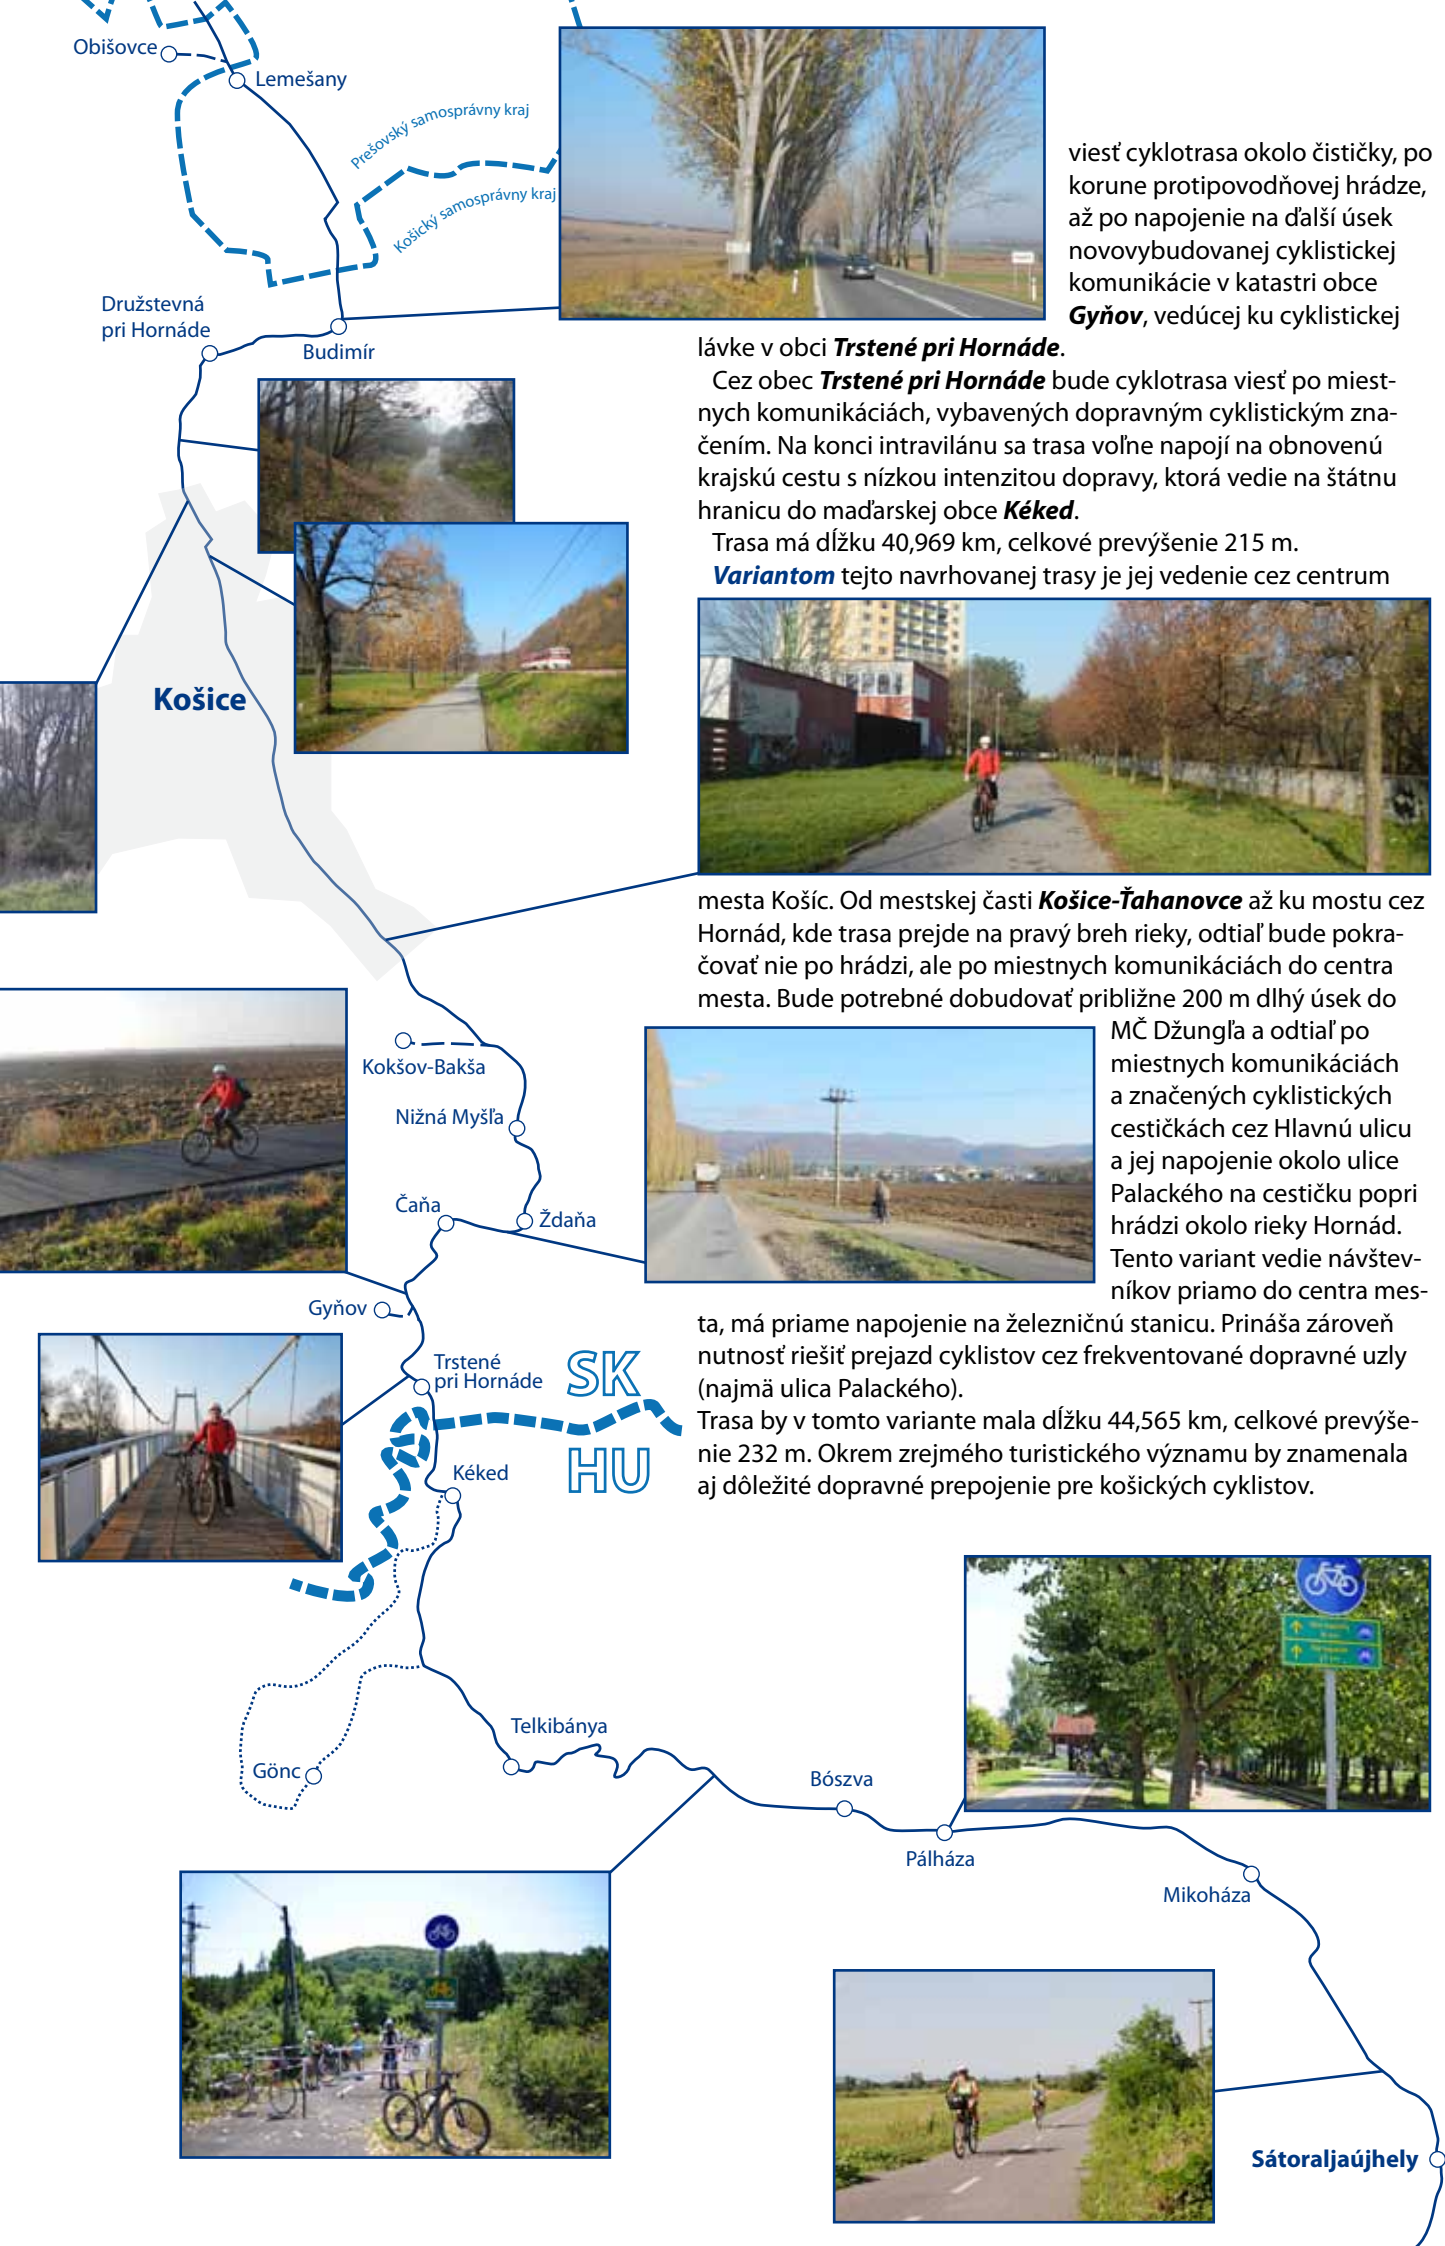 Obišovce
Lemešany
Prešovský samosprávny kraj
Košický samosprávny kraj
Družstevná
pri Hornáde
Budimír
viesť cyklotrasa okolo čističky, po
korune protipovodňovej hrádze,
až po napojenie na ďalší úsek
novovybudovanej cyklistickej
komunikácie v katastri obce
Gyňov, vedúcej ku cyklistickej
lávke v obci Trstené pri Hornáde.
Cez obec Trstené pri Hornáde bude cyklotrasa viesť po miest-
nych komunikáciách, vybavených dopravným cyklistickým zna-
čením. Na konci intravilánu sa trasa voľne napojí na obnovenú
krajskú cestu s nízkou intenzitou dopravy, ktorá vedie na štátnu
hranicu do maďarskej obce Kéked.
Trasa má dĺžku 40,969 km, celkové prevýšenie 215 m.
Variantom tejto navrhovanej trasy je jej vedenie cez centrum
Košice
mesta Košíc. Od mestskej časti Košice-Ťahanovce až ku mostu cez
Hornád, kde trasa prejde na pravý breh rieky, odtiaľ bude pokra-
čovať nie po hrádzi, ale po miestnych komunikáciách do centra
mesta. Bude potrebné dobudovať približne 200 m dlhý úsek do
MČ Džungľa a odtiaľ po
miestnych komunikáciách
a značených cyklistických
cestičkách cez Hlavnú ulicu
a jej napojenie okolo ulice
Palackého na cestičku popri
hrádzi okolo rieky Hornád.
Tento variant vedie návštev-
níkov priamo do centra mes-
ta, má priame napojenie na železničnú stanicu. Prináša zároveň
nutnosť riešiť prejazd cyklistov cez frekventované dopravné uzly
(najmä ulica Palackého).
Trasa by v tomto variante mala dĺžku 44,565 km, celkové prevýše-
nie 232 m. Okrem zrejmého turistického významu by znamenala
aj dôležité dopravné prepojenie pre košických cyklistov.
Kokšov-Bakša
Nižná Myšľa
Čaňa
Ždaňa
Gyňov
Trstené
pri Hornáde
SK
HU
Kéked
Gönc
Telkibánya
Bószva
Pálháza
Mikoháza
Sátoraljaújhely